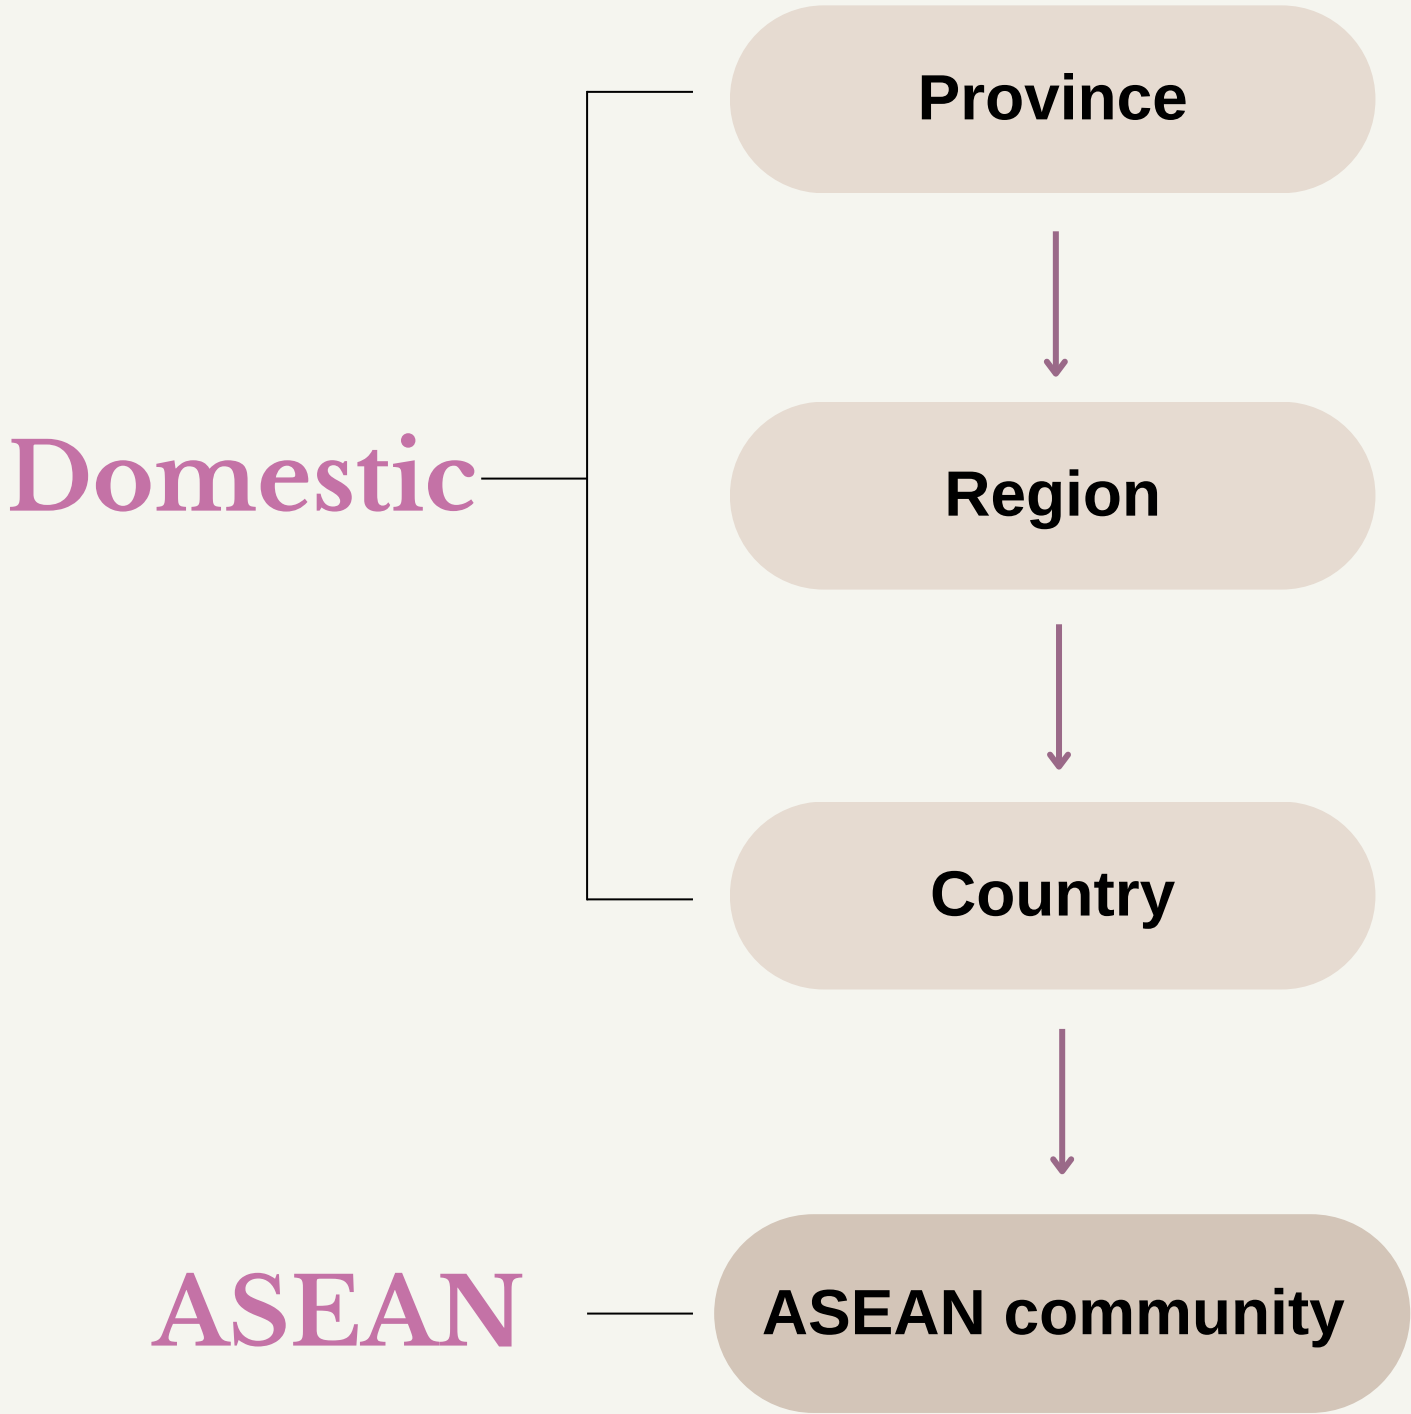 Province
Domestic
Region
Country
ASEAN
ASEAN community